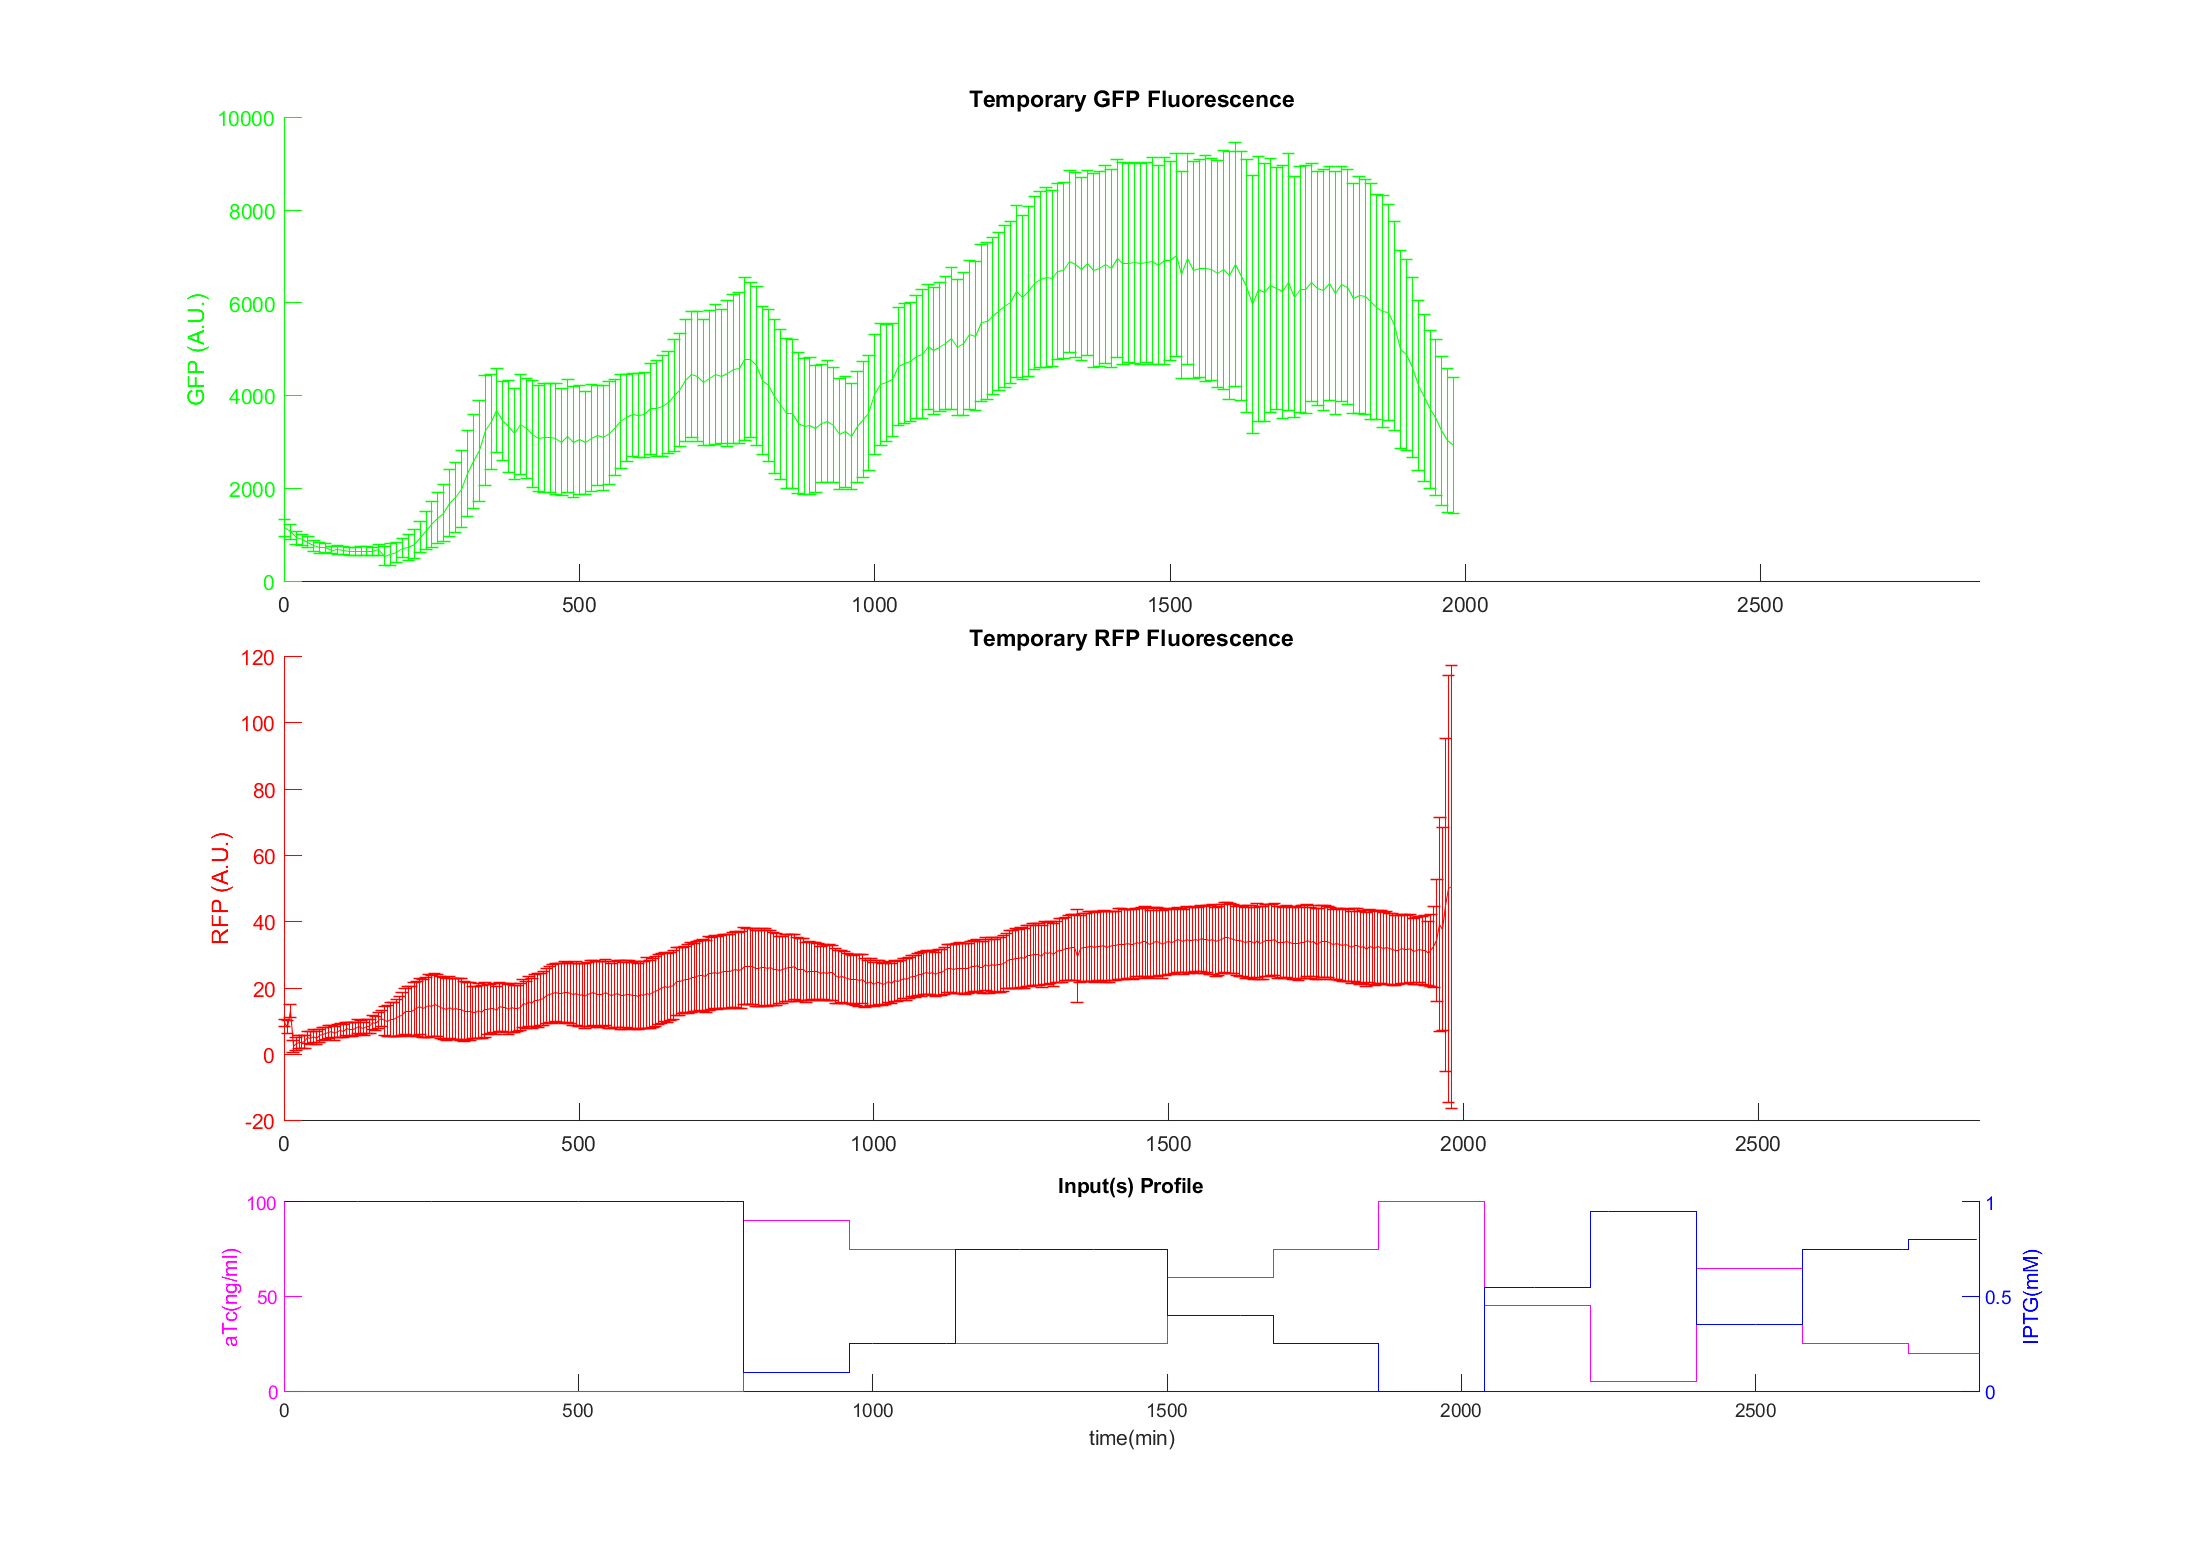 Temporary GFP Fluorescence
10000
8000
6000
4000
2000
0
GFP (A.U.)
0 500 1000 1500 2000 2500
Temporary RFP Fluorescence
120
100
80
60
40
20
0
-20
RFP (A.U.)
0 500 1000 1500 2000 2500
Input(s) Profile
100
50
0
aTc(ng/ml)
1
0.5
0
IPTG(mM)
0 500 1000 1500 2000 2500
time(min)